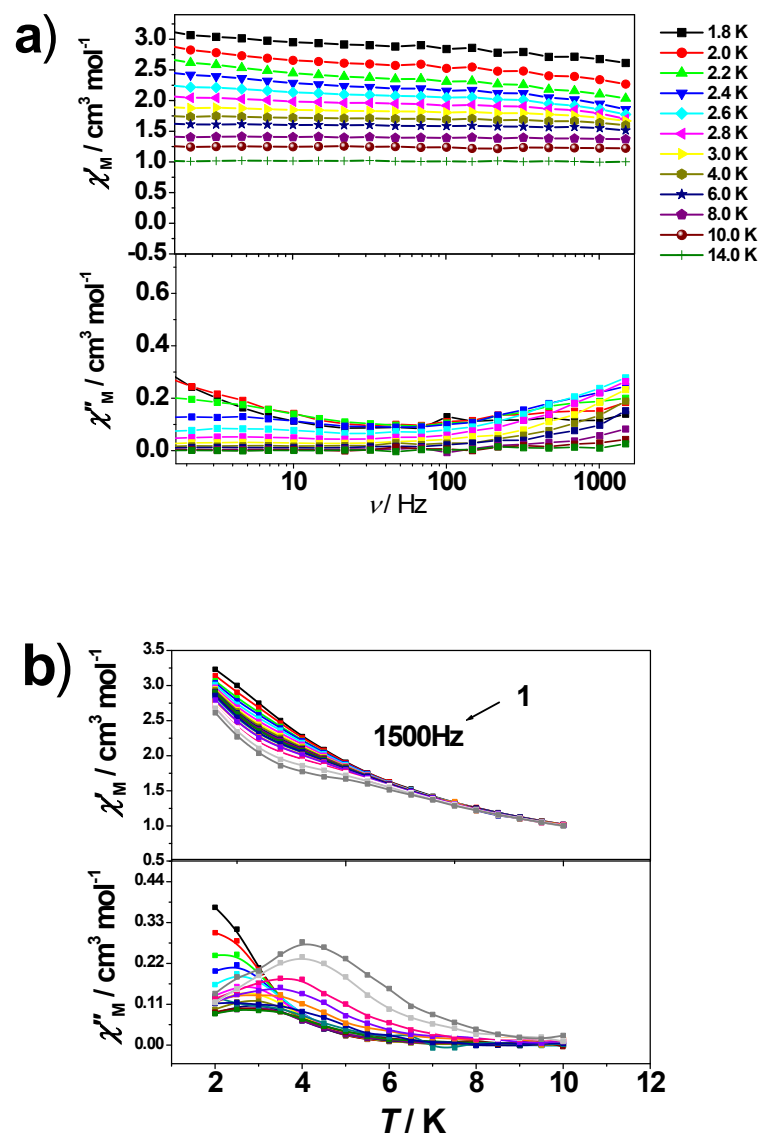 a)
χ′M / cm³ mol⁻¹
3.0
2.5
2.0
1.5
1.0
0.5
0.0
-0.5
1.8 K
2.0 K
2.2 K
2.4 K
2.6 K
2.8 K
3.0 K
4.0 K
6.0 K
8.0 K
10.0 K
14.0 K
χ″M / cm³ mol⁻¹
0.6
0.4
0.2
0.0
10
100
1000
ν / Hz
b)
χ′M / cm³ mol⁻¹
3.5
3.0
2.5
2.0
1.5
1.0
0.5
1
1500Hz
χ″M / cm³ mol⁻¹
0.44
0.33
0.22
0.11
0.00
2
4
6
8
10
12
T / K